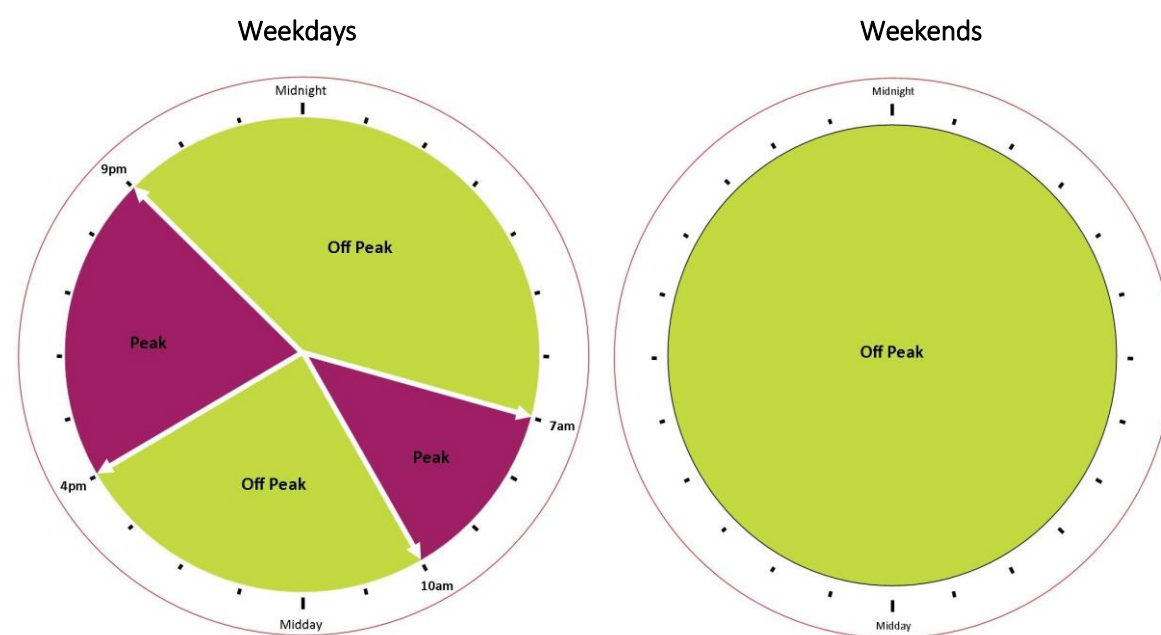 Weekdays
Weekends
Midnight
9pm
Off Peak
Peak
7am
Peak
Off Peak
4pm
10am
Midday
Midnight
Off Peak
Midday